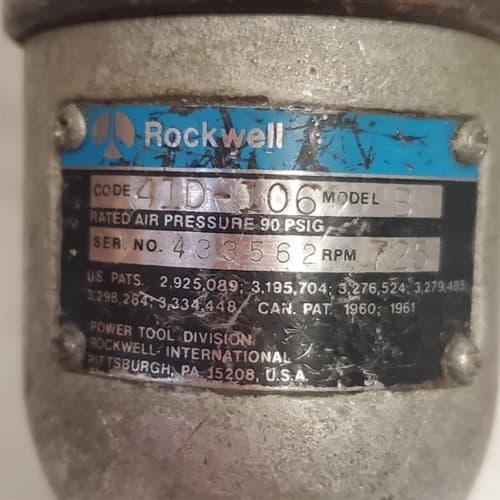 Rockwell
CODE 41D-106 MODEL B
RATED AIR PRESSURE 90 PSIG
SER. NO. 433562 RPM 725
U.S. PATS. 2,925,089; 3,195,704; 3,276,524; 3,279,485
3,298,284; 3,334,448 CAN. PAT. 1960; 1961
POWER TOOL DIVISION
ROCKWELL INTERNATIONAL
PITTSBURGH, PA. 15208, U.S.A.